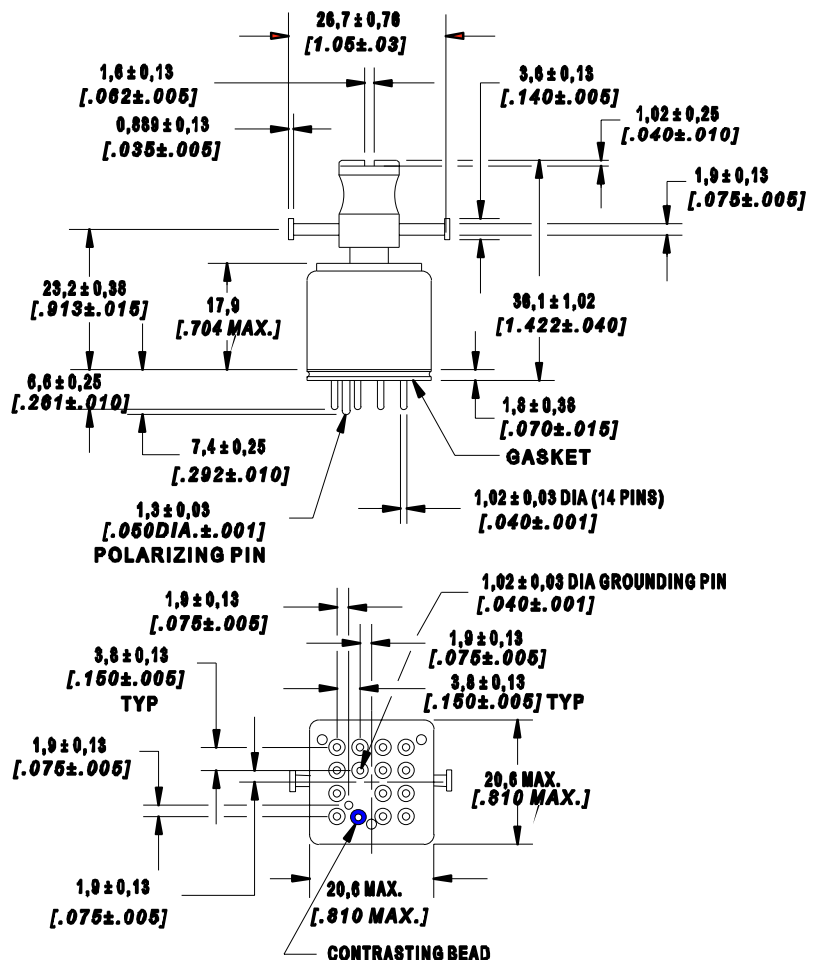 26,7 ± 0,76
[1.05±.03]
1,6 ± 0,13
[.062±.005]
3,6 ± 0,13
[.140±.005]
0,889 ± 0,13
[.035±.005]
1,02 ± 0,25
[.040±.010]
1,9 ± 0,13
[.075±.005]
23,2 ± 0,38
[.913±.015]
17,9
[.704 MAX.]
36,1 ± 1,02
[1.422±.040]
6,6 ± 0,25
[.261±.010]
1,8 ± 0,38
[.070±.015]
GASKET
7,4 ± 0,25
[.292±.010]
1,3 ± 0,03
[.050DIA.±.001]
POLARIZING PIN
1,02 ± 0,03 DIA (14 PINS)
[.040±.001]
1,02 ± 0,03 DIA GROUNDING PIN
[.040±.001]
1,9 ± 0,13
[.075±.005]
1,9 ± 0,13
[.075±.005]
3,8 ± 0,13
[.150±.005]
TYP
3,8 ± 0,13
[.150±.005] TYP
1,9 ± 0,13
[.075±.005]
20,6 MAX.
[.810 MAX.]
1,9 ± 0,13
[.075±.005]
20,6 MAX.
[.810 MAX.]
CONTRASTING BEAD